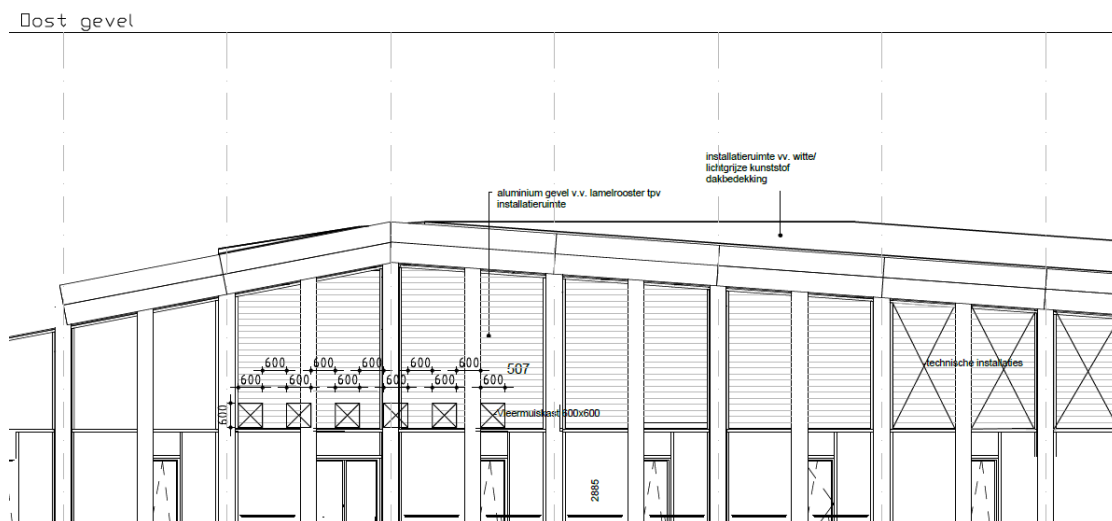 Oost gevel
installatieruimte vv. witte/
lichtgrijze kunststof
dakbedekking
aluminium gevel v.v. lamelrooster tpv
installatieruimte
technische installaties
600 600 600 600 600
507
600 600 600 600 600 600
600
Vleermuiskast 600x600
2885